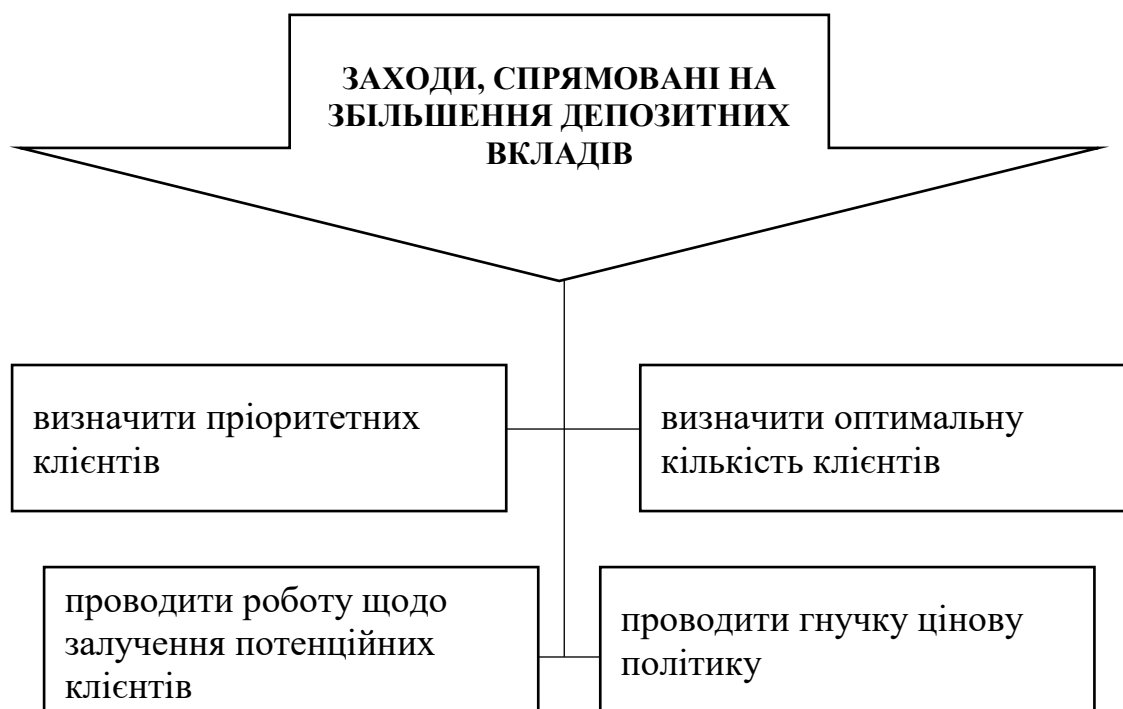 ЗАХОДИ, СПРЯМОВАНІ НА
ЗБІЛЬШЕННЯ ДЕПОЗИТНИХ
ВКЛАДІВ
визначити пріоритетних
клієнтів
визначити оптимальну
кількість клієнтів
проводити роботу щодо
залучення потенційних
клієнтів
проводити гнучку цінову
політику